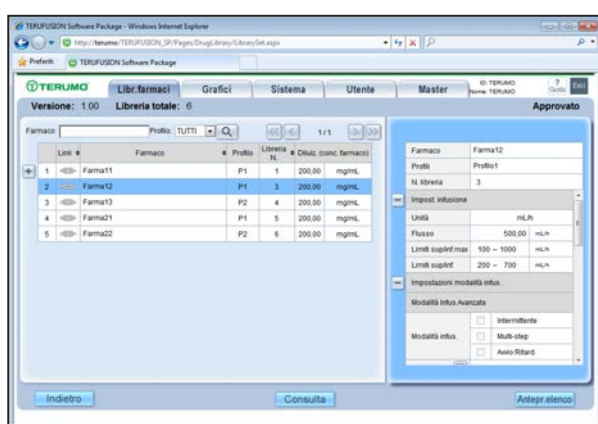 TERUFUSION Software Package - Windows Internet Explorer
http://terumo/TERUFUSION_SP/Pages/DrugLibrary/LibrarySet.aspx
Preferiti TERUFUSION Software Package
TERUMO Libr.farmaci Grafici Sistema Utente Master ID: TERUMO Nome: TERUMO ? Guida Esci
Versione: 1.00 Libreria totale: 6 Approvato
Farmaco: Profilo: TUTTI 1/1
Link Farmaco Profilo Libreria N. Diluiz. (conc. farmaco)
1 Farma11 P1 1 200,00 mg/mL
2 Farma12 P1 3 200,00 mg/mL
3 Farma13 P2 4 200,00 mg/mL
4 Farma21 P1 5 200,00 mg/mL
5 Farma22 P2 6 200,00 mg/mL
Farmaco Farma12
Profili Profilo1
N. libreria 3
Impost. infusione
Unità mL/h
Flusso 500,00 mL/h
Limiti sup/inf.max 100 ~ 1000 mL/h
Limiti sup/inf. 200 ~ 700 mL/h
Impostazioni modalità infus.
Modalità Infus.Avanzata
Modalità infus. Intermittente
Multi-step
Avvio Ritard.
Indietro Consulta Antepr.elenco